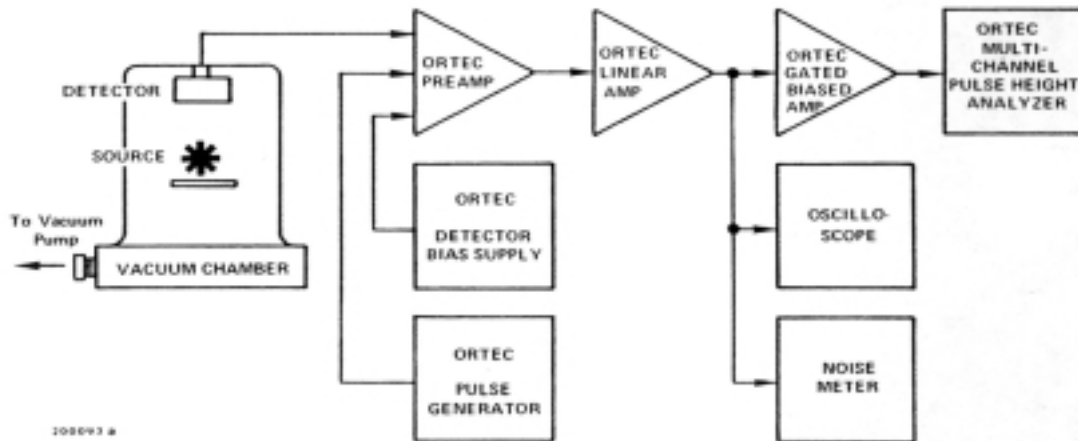 DETECTOR
SOURCE
To Vacuum
Pump
VACUUM CHAMBER
ORTEC
PREAMP
ORTEC
LINEAR
AMP
ORTEC
GATED
BIASED
AMP
ORTEC
MULTI-
CHANNEL
PULSE HEIGHT
ANALYZER
ORTEC
DETECTOR
BIAS SUPPLY
OSCILLO-
SCOPE
ORTEC
PULSE
GENERATOR
NOISE
METER